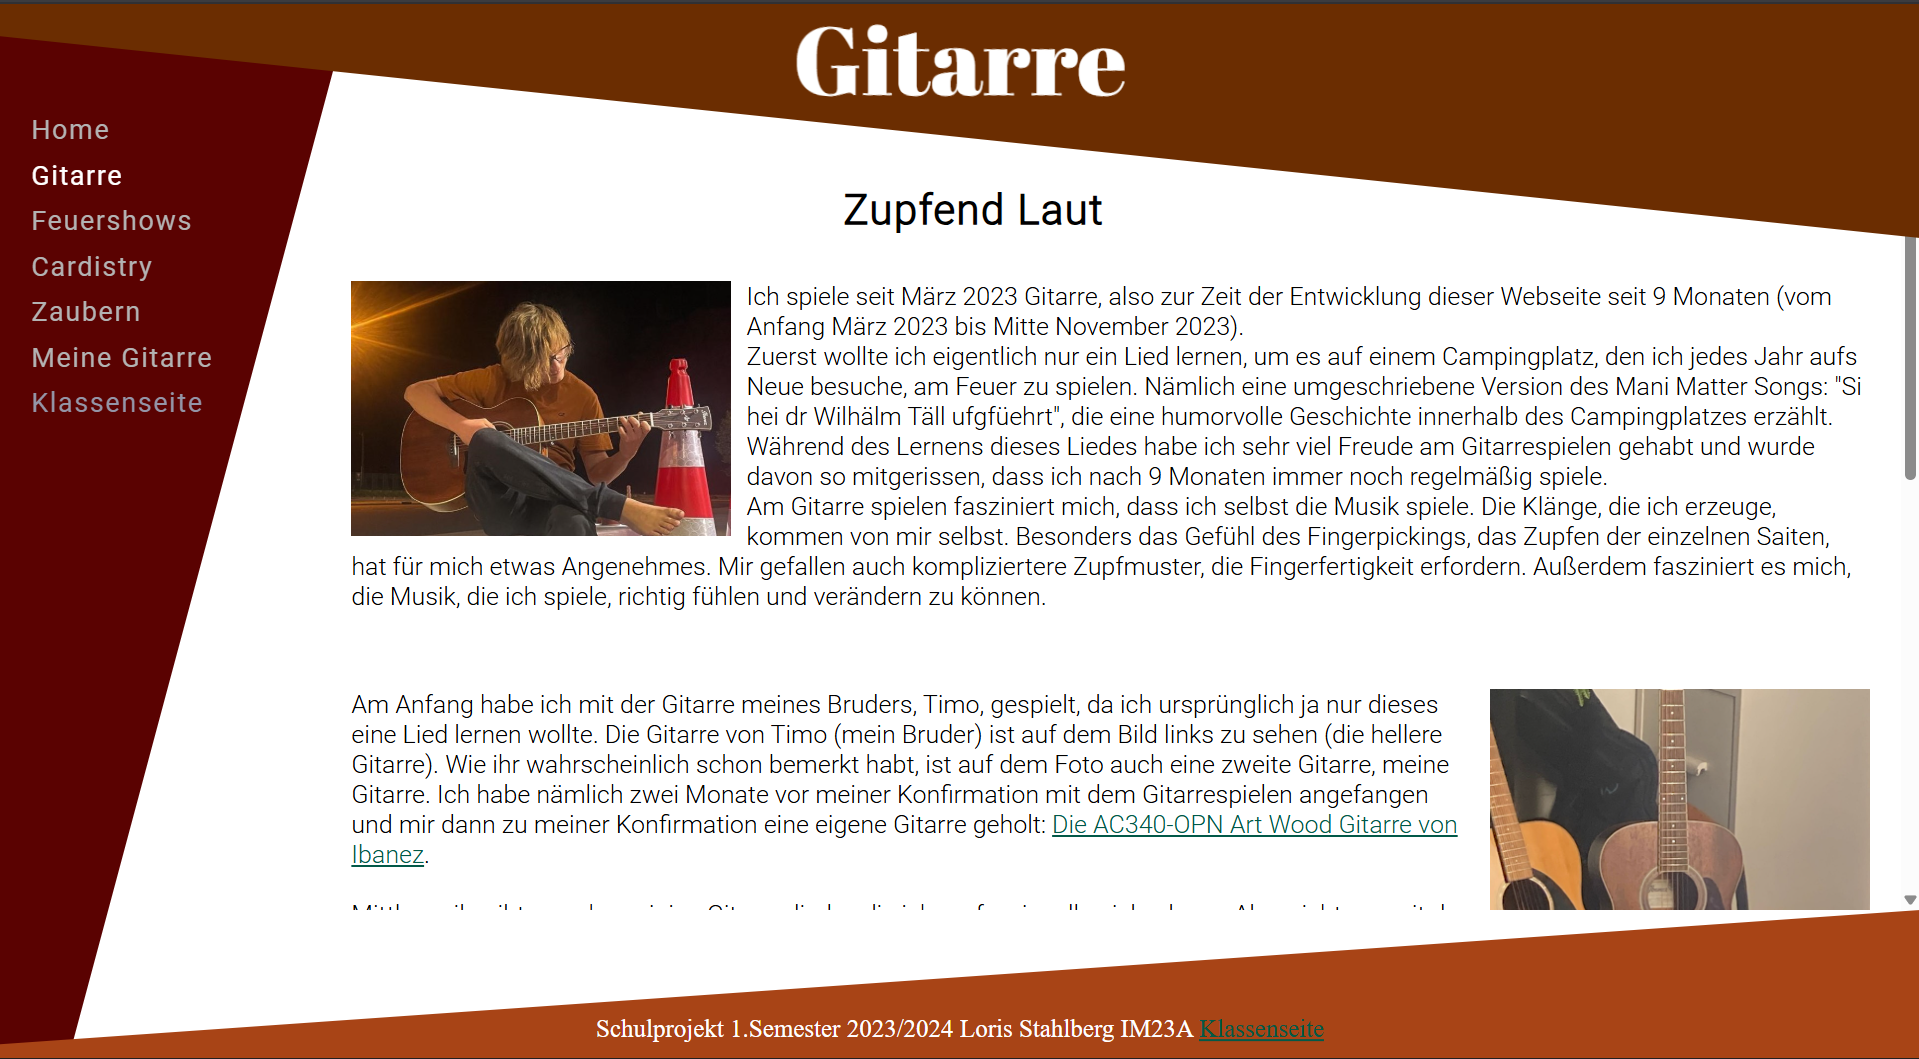 Gitarre
Home
Gitarre
Feuershows
Cardistry
Zaubern
Meine Gitarre
Klassenseite
Zupfend Laut
Ich spiele seit März 2023 Gitarre, also zur Zeit der Entwicklung dieser Webseite seit 9 Monaten (vom
Anfang März 2023 bis Mitte November 2023).
Zuerst wollte ich eigentlich nur ein Lied lernen, um es auf einem Campingplatz, den ich jedes Jahr aufs
Neue besuche, am Feuer zu spielen. Nämlich eine umgeschriebene Version des Mani Matter Songs: "Si
hei dr Wilhälm Täll ufgfüehrt", die eine humorvolle Geschichte innerhalb des Campingplatzes erzählt.
Während des Lernens dieses Liedes habe ich sehr viel Freude am Gitarrespielen gehabt und wurde
davon so mitgerissen, dass ich nach 9 Monaten immer noch regelmäßig spiele.
Am Gitarre spielen fasziniert mich, dass ich selbst die Musik spiele. Die Klänge, die ich erzeuge,
kommen von mir selbst. Besonders das Gefühl des Fingerpickings, das Zupfen der einzelnen Saiten,
hat für mich etwas Angenehmes. Mir gefallen auch kompliziertere Zupfmuster, die Fingerfertigkeit erfordern. Außerdem fasziniert es mich,
die Musik, die ich spiele, richtig fühlen und verändern zu können.
Am Anfang habe ich mit der Gitarre meines Bruders, Timo, gespielt, da ich ursprünglich ja nur dieses
eine Lied lernen wollte. Die Gitarre von Timo (mein Bruder) ist auf dem Bild links zu sehen (die hellere
Gitarre). Wie ihr wahrscheinlich schon bemerkt habt, ist auf dem Foto auch eine zweite Gitarre, meine
Gitarre. Ich habe nämlich zwei Monate vor meiner Konfirmation mit dem Gitarrespielen angefangen
und mir dann zu meiner Konfirmation eine eigene Gitarre geholt: Die AC340-OPN Art Wood Gitarre von
Ibanez.
Schulprojekt 1.Semester 2023/2024 Loris Stahlberg IM23A Klassenseite